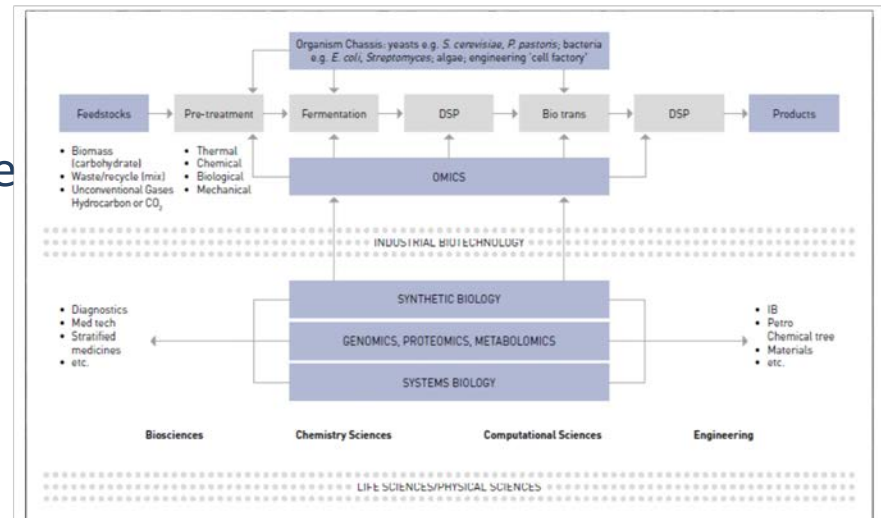 Organism Chassis: yeasts e.g. S. cerevisiae, P. pastoris; bacteria
e.g. E. coli, Streptomyces; algae; engineering 'cell factory'
Feedstocks
Pre-treatment
Fermentation
DSP
Bio trans
DSP
Products
• Biomass
(carbohydrate)
• Waste/recycle (mix)
• Unconventional Gases
Hydrocarbon or CO₂
• Thermal
• Chemical
• Biological
• Mechanical
OMICS
e
INDUSTRIAL BIOTECHNOLOGY
• Diagnostics
• Med tech
• Stratified
medicines
• etc.
SYNTHETIC BIOLOGY
GENOMICS, PROTEOMICS, METABOLOMICS
SYSTEMS BIOLOGY
• IB
• Petro
Chemical tree
• Materials
• etc.
Biosciences
Chemistry Sciences
Computational Sciences
Engineering
LIFE SCIENCES/PHYSICAL SCIENCES